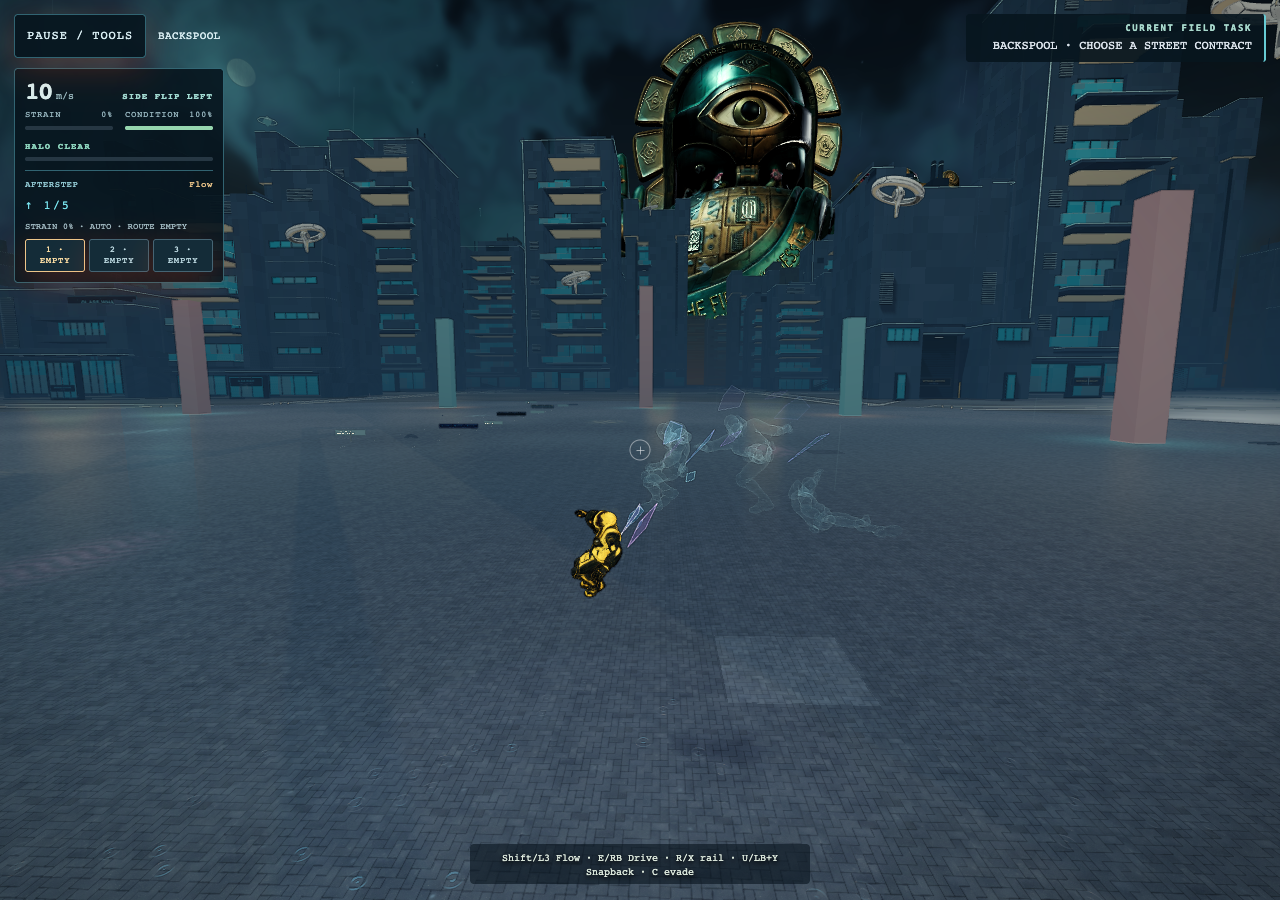 PAUSE / TOOLS
BACKSPOOL
CURRENT FIELD TASK
BACKSPOOL · CHOOSE A STREET CONTRACT
10 m/s
SIDE FLIP LEFT
STRAIN 0%
CONDITION 100%
HALO CLEAR
AFTERSTEP
Flow
↑ 1/5
STRAIN 0% · AUTO · ROUTE EMPTY
1 · EMPTY
2 · EMPTY
3 · EMPTY
WITNESS
Shift/L3 Flow · E/RB Drive · R/X rail · U/LB+Y
Snapback · C evade